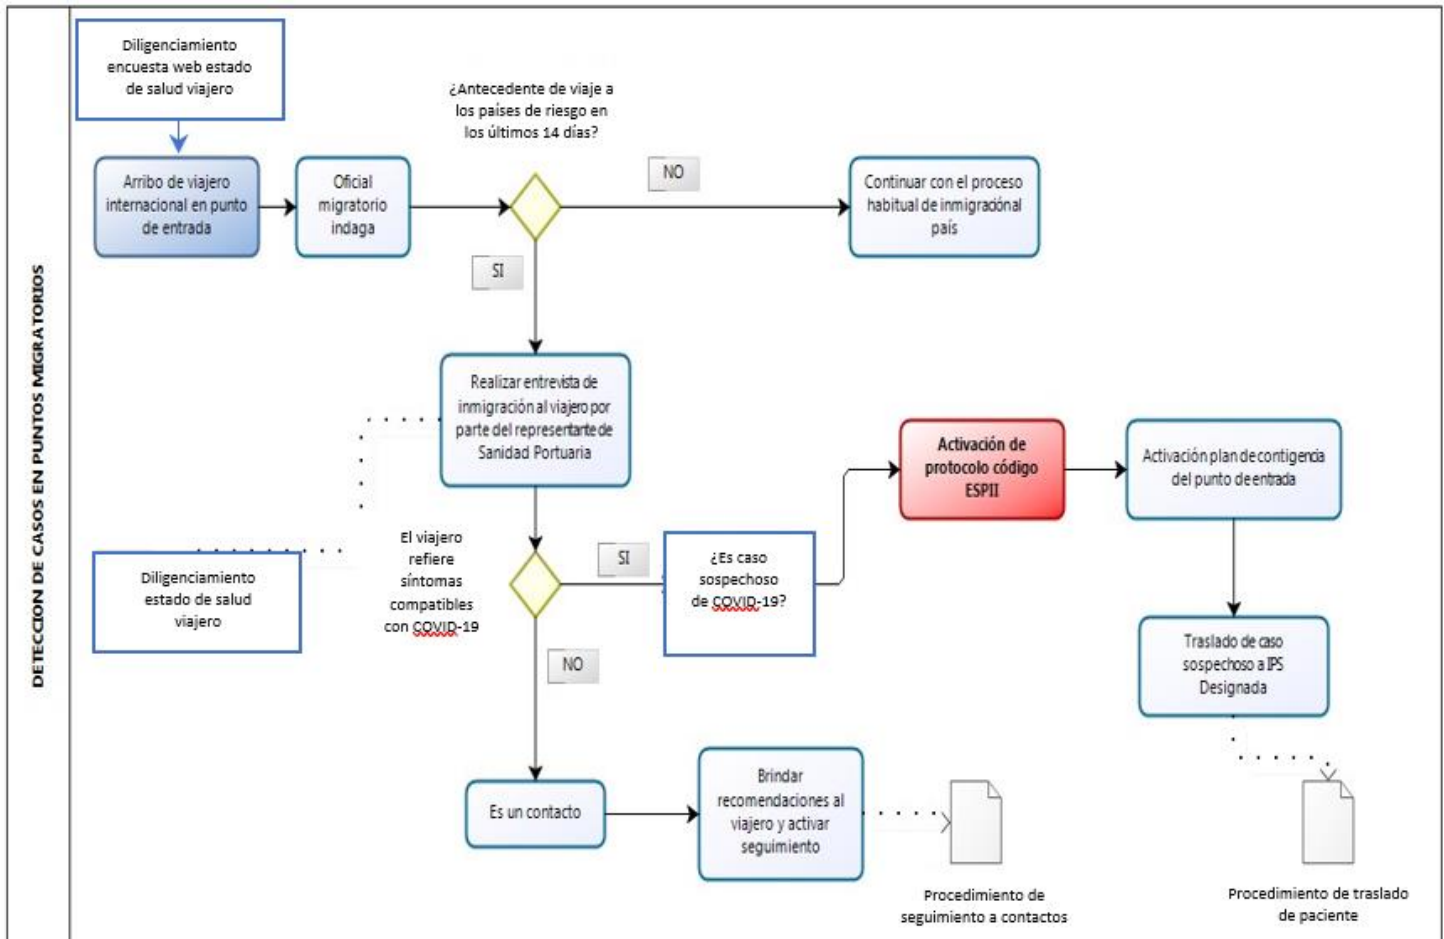 DETECCION DE CASOS EN PUNTOS MIGRATORIOS
Diligenciamiento
encuesta web estado
de salud viajero
¿Antecedente de viaje a
los países de riesgo en
los últimos 14 días?
Arribo de viajero
internacional en punto
de entrada
Oficial
migratorio
indaga
NO
Continuar con el proceso
habitual de inmigraciónal
país
SI
Realizar entrevista de
inmigración al viajero por
parte del representante de
Sanidad Portuaria
Activación de
protocolo código
ESPII
Activación plan de contigencia
del punto de entrada
Diligenciamiento
estado de salud
viajero
El viajero
refiere
síntomas
compatibles
con COVID-19
SI
¿Es caso
sospechoso
de COVID-19?
NO
Traslado de caso
sospechoso a IPS
Designada
Es un contacto
Brindar
recomendaciones al
viajero y activar
seguimiento
Procedimiento de
seguimiento a contactos
Procedimiento de traslado
de paciente